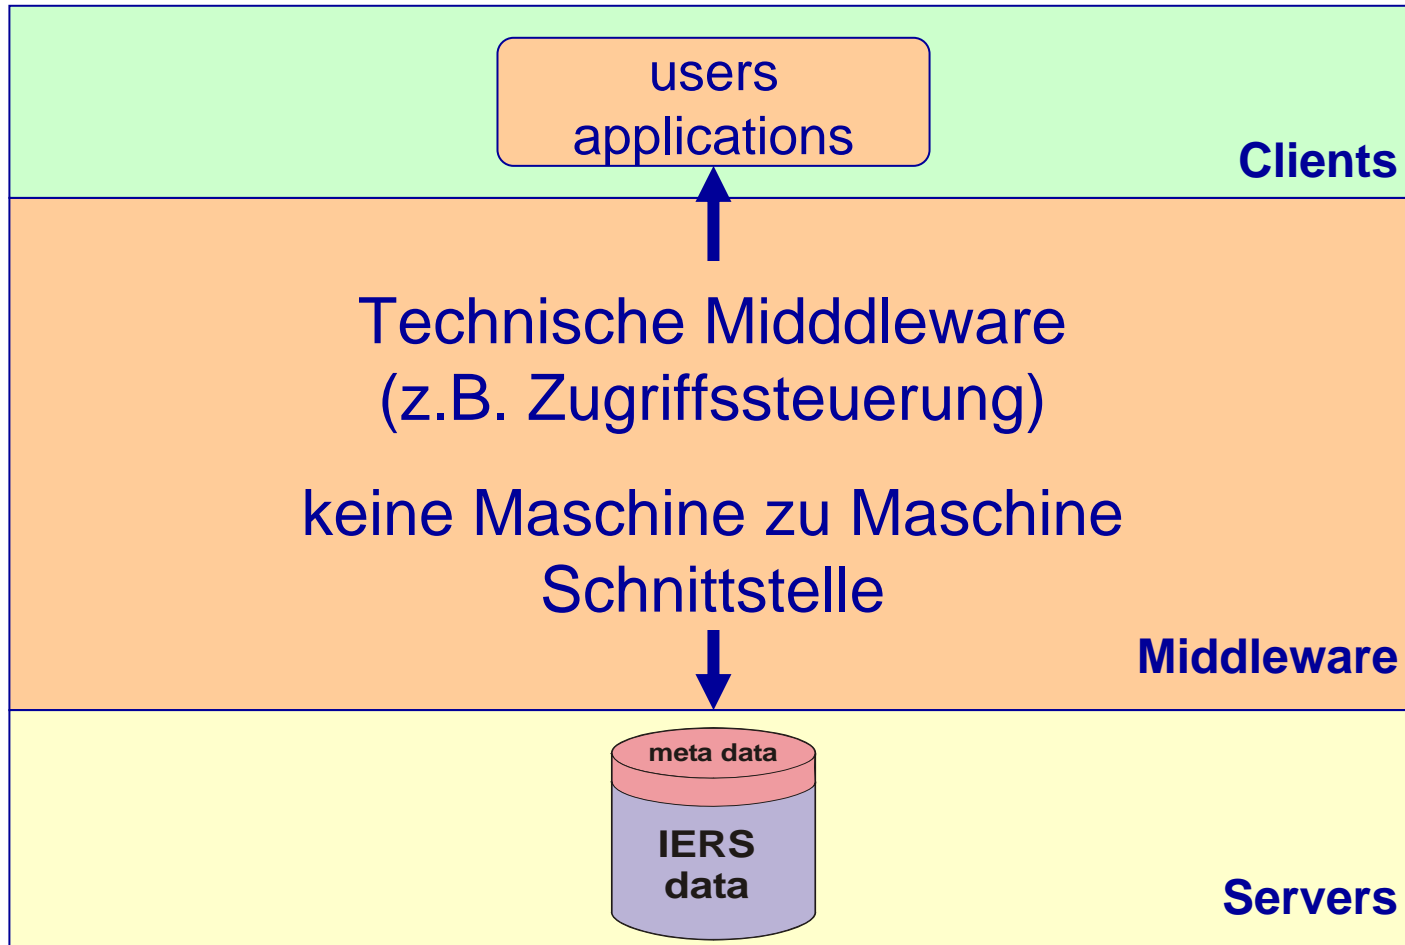 users
applications
Clients
Technische Midddleware
(z.B. Zugriffssteuerung)
keine Maschine zu Maschine
Schnittstelle
Middleware
meta data
IERS
data
Servers